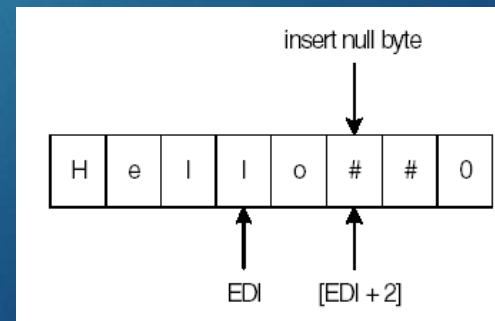 insert null byte
H e l l o # # 0
EDI [EDI + 2]